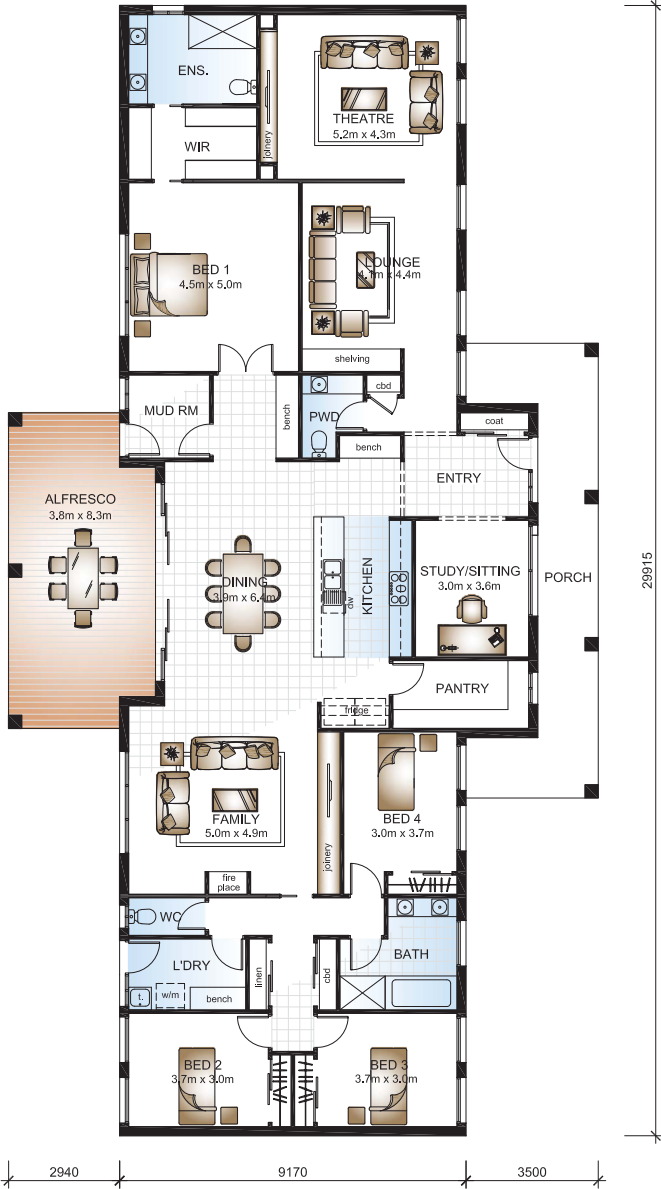 ENS.
THEATRE
5.2m x 4.3m
WIR
joinery
BED 1
4.5m x 5.0m
LOUNGE
4.1m x 4.4m
shelving
cbd
MUD RM
bench
PWD
coat
bench
ENTRY
ALFRESCO
3.8m x 8.3m
DINING
3.9m x 6.4m
KITCHEN
dw
STUDY/SITTING
3.0m x 3.6m
PORCH
29915
PANTRY
fridge
FAMILY
5.0m x 4.9m
joinery
BED 4
3.0m x 3.7m
fire
place
WC
BATH
L'DRY
linen
cbd
t.
w/m
bench
BED 2
3.7m x 3.0m
BED 3
3.7m x 3.0m
2940
9170
3500